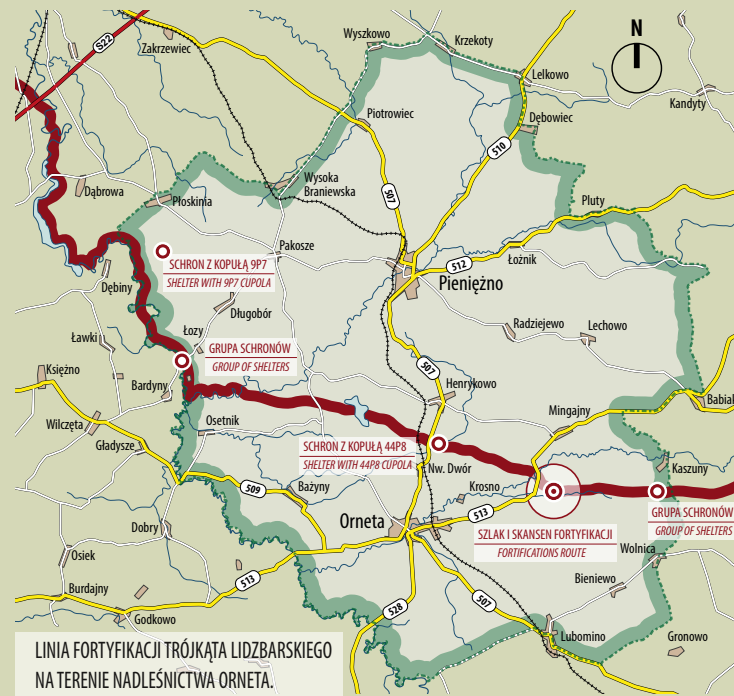 Wyszkowo
Krzekoty
N
S22
Zakrzewiec
Lelkowo
Kandyty
Piotrowiec
Dębowiec
510
Dąbrowa
Wysoka
Braniewska
507
Płoskinia
Pluty
Pakosze
512
Łoźnik
SCHRON Z KOPUŁĄ 9P7
SHELTER WITH 9P7 CUPOLA
Pieniężno
Dębiny
Długobór
Radziejewo
Lechowo
Łozy
Ławki
GRUPA SCHRONÓW
GROUP OF SHELTERS
507
Księżno
Bardyny
Henrykowo
Babiak
Mingajny
Wilczęta
Osetnik
Gładysze
SCHRON Z KOPUŁĄ 44P8
SHELTER WITH 44P8 CUPOLA
Nw. Dwór
Kaszuny
509
Bażyny
Krosno
513
GRUPA SCHRONÓW
GROUP OF SHELTERS
Orneta
Dobry
SZLAK I SKANSEN FORTYFIKACJI
FORTIFICATIONS ROUTE
Osiek
Wolnica
513
Bieniewo
Burdajny
528
507
Godkowo
Lubomino
Gronowo
LINIA FORTYFIKACJI TRÓJKĄTA LIDZBARSKIEGO
NA TERENIE NADLEŚNICTWA ORNETA.